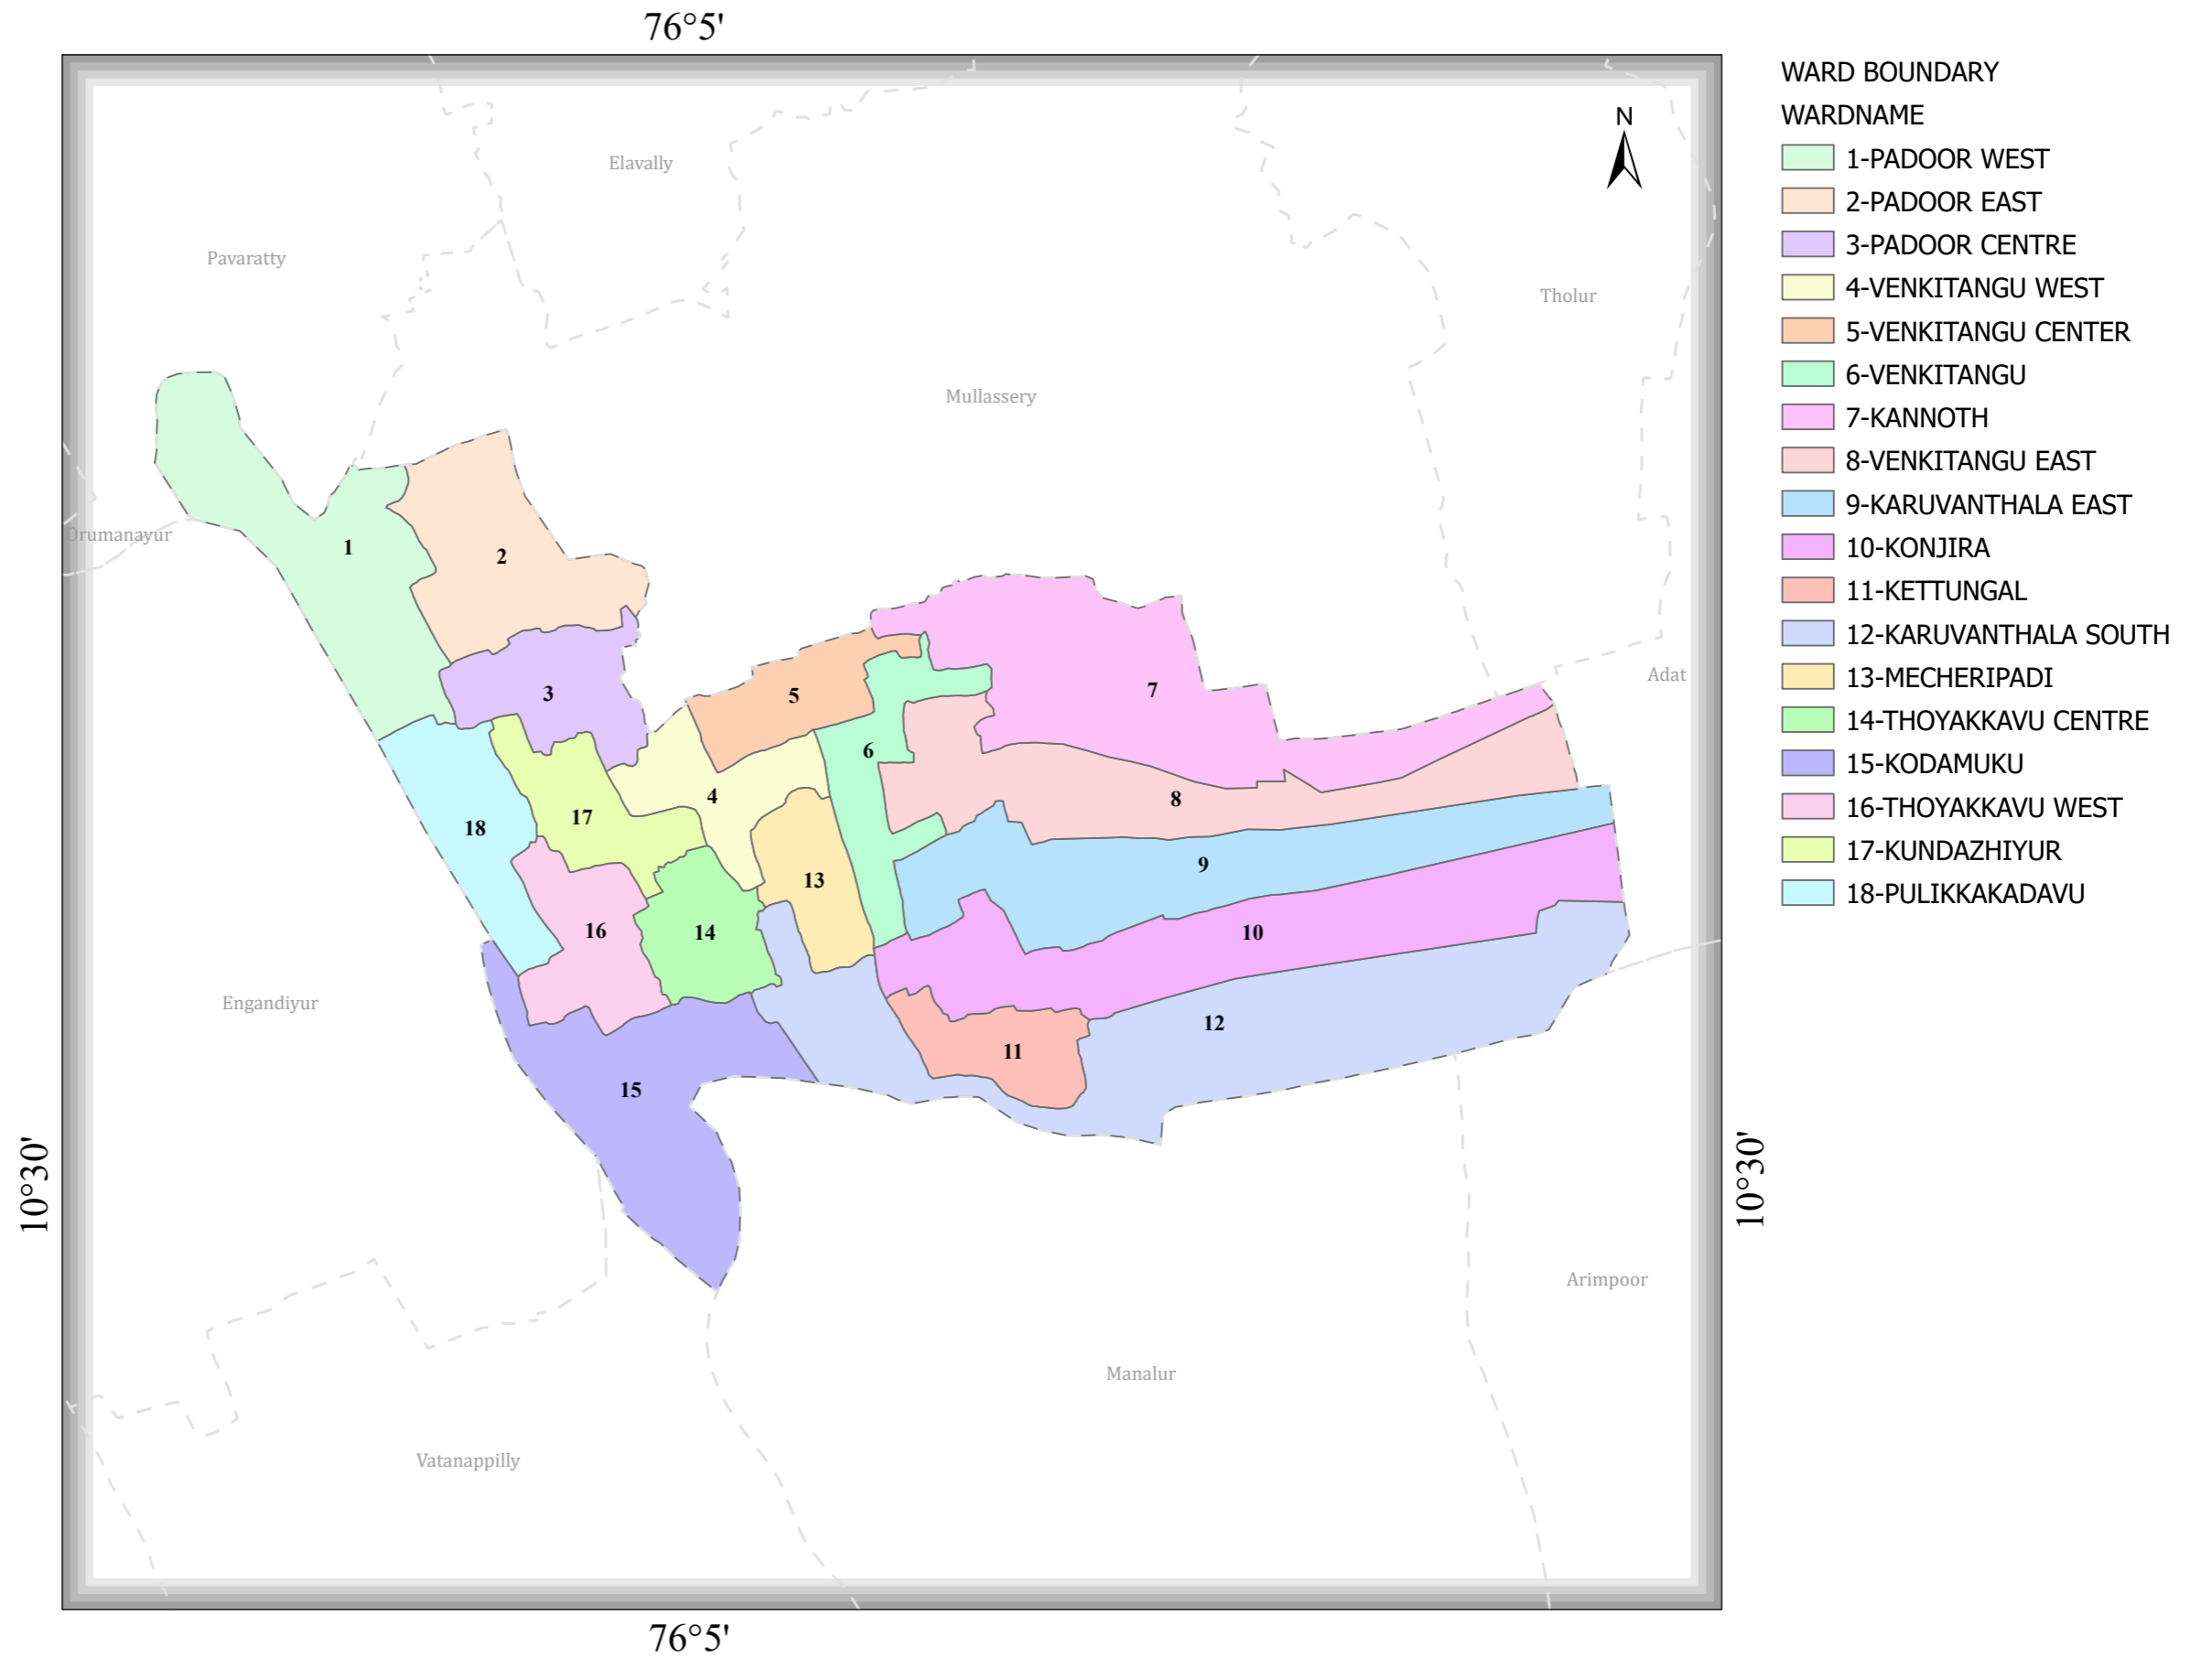 76°5'
WARD BOUNDARY
WARDNAME
1-PADOOR WEST
2-PADOOR EAST
3-PADOOR CENTRE
4-VENKITANGU WEST
5-VENKITANGU CENTER
6-VENKITANGU
7-KANNOTH
8-VENKITANGU EAST
9-KARUVANTHALA EAST
10-KONJIRA
11-KETTUNGAL
12-KARUVANTHALA SOUTH
13-MECHERIPADI
14-THOYAKKAVU CENTRE
15-KODAMUKU
16-THOYAKKAVU WEST
17-KUNDAZHIYUR
18-PULIKKAKADAVU
N
Elavally
Pavaratty
Tholur
Mullassery
Orumanayur
1
2
Adat
3
7
5
6
4
8
17
18
9
13
16
14
10
Engandiyur
12
11
15
10°30'
10°30'
Arimpoor
Manalur
Vatanappilly
76°5'